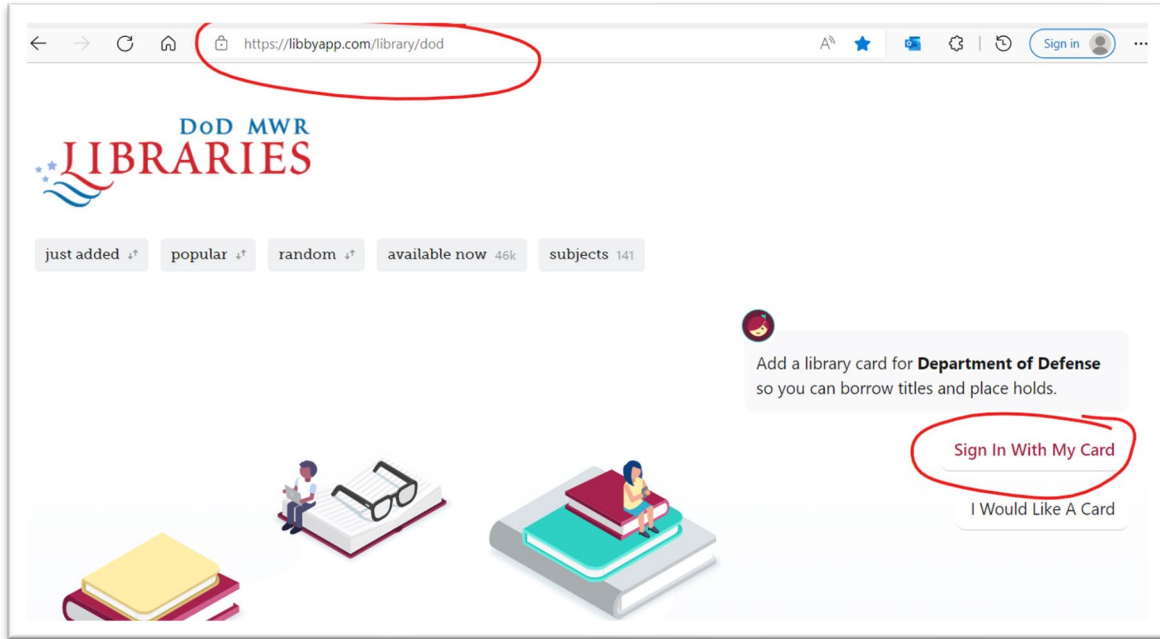 https://libbyapp.com/library/dod
Sign in
DoD MWR
LIBRARIES
just added
popular
random
available now 46k
subjects 141
Add a library card for Department of Defense
so you can borrow titles and place holds.
Sign In With My Card
I Would Like A Card